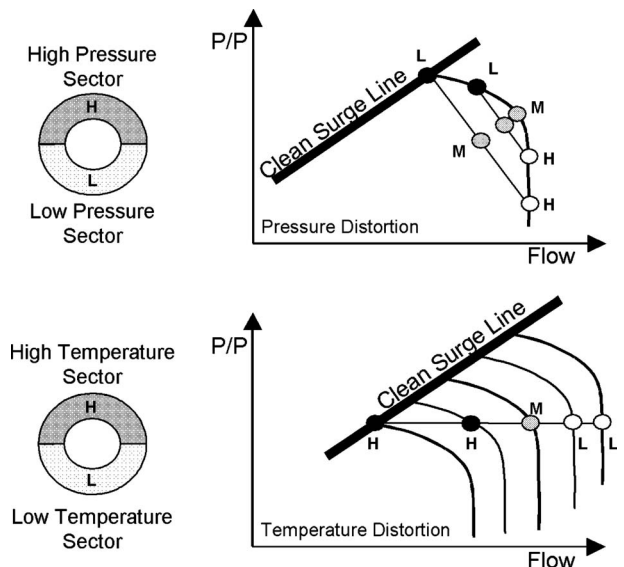 High Pressure
Sector
H
L
Low Pressure
Sector
P/P
Clean Surge Line
L
L
M
M
H
H
Pressure Distortion
Flow
High Temperature
Sector
H
L
Low Temperature
Sector
P/P
Clean Surge Line
H
H
M
L
L
Temperature Distortion
Flow